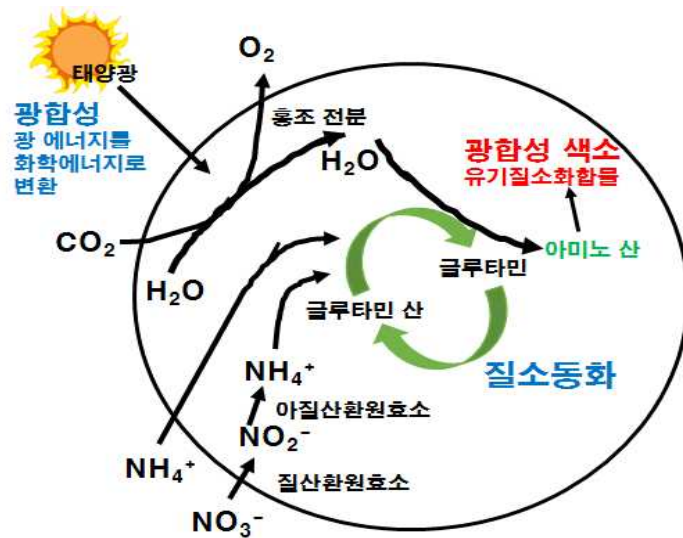 태양광
O₂
광합성
광 에너지를
화학에너지로
변환
홍조 전분
H₂O
광합성 색소
유기질소화합물
CO₂
H₂O
글루타민
아미노 산
글루타민 산
NH₄⁺
질소동화
아질산환원효소
NO₂⁻
NH₄⁺
질산환원효소
NO₃⁻